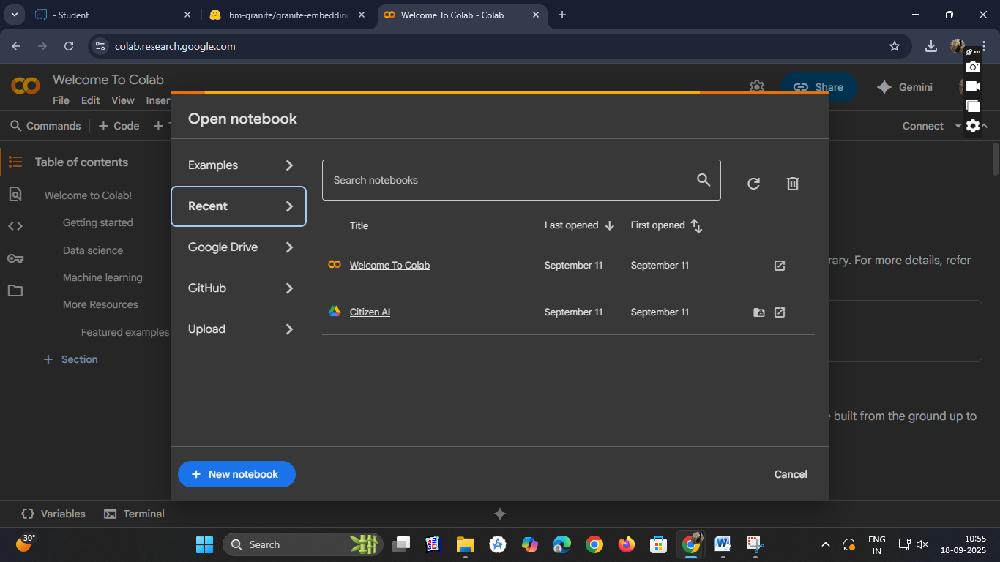 - Student
ibm-granite/granite-embedding
Welcome To Colab - Colab
colab.research.google.com
Welcome To Colab
File Edit View Inser
Share
Gemini
Commands
+ Code
+
Connect
Table of contents
Welcome to Colab!
Getting started
Data science
Machine learning
More Resources
Featured examples
+ Section
Open notebook
Examples
Recent
Google Drive
GitHub
Upload
Search notebooks
Title Last opened First opened
Welcome To Colab September 11 September 11
Citizen AI September 11 September 11
+ New notebook
Cancel
rary. For more details, refer
built from the ground up to
Variables
Terminal
30°
Search
ENG
IN
10:55
18-09-2025